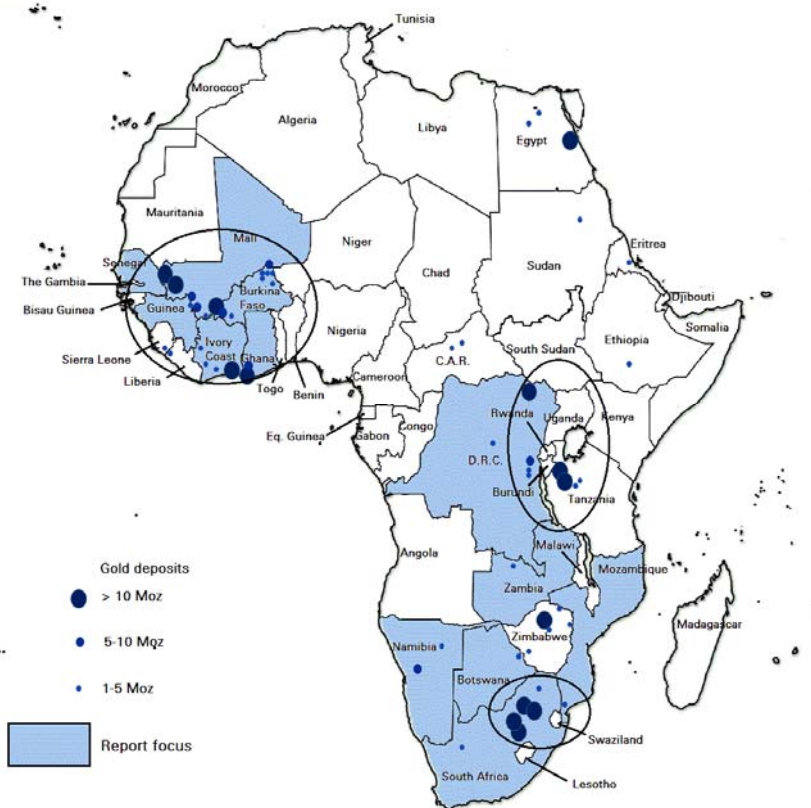 Tunisia
Morocco
Algeria
Libya
Egypt
Mauritania
Mali
Niger
Chad
Sudan
Eritrea
Senegal
The Gambia
Bisau Guinea
Guinea
Burkina
Faso
Djibouti
Somalia
Nigeria
Ethiopia
Ivory
Coast
Ghana
Sierra Leone
Liberia
Togo
Benin
C.A.R.
South Sudan
Cameroon
Eq. Guinea
Gabon
Congo
Rwanda
Uganda
Kenya
D.R.C.
Burundi
Tanzania
Angola
Malawi
Mozambique
Zambia
Zimbabwe
Madagascar
Namibia
Botswana
Swaziland
South Africa
Lesotho
Gold deposits
> 10 Moz
5-10 Moz
1-5 Moz
Report focus